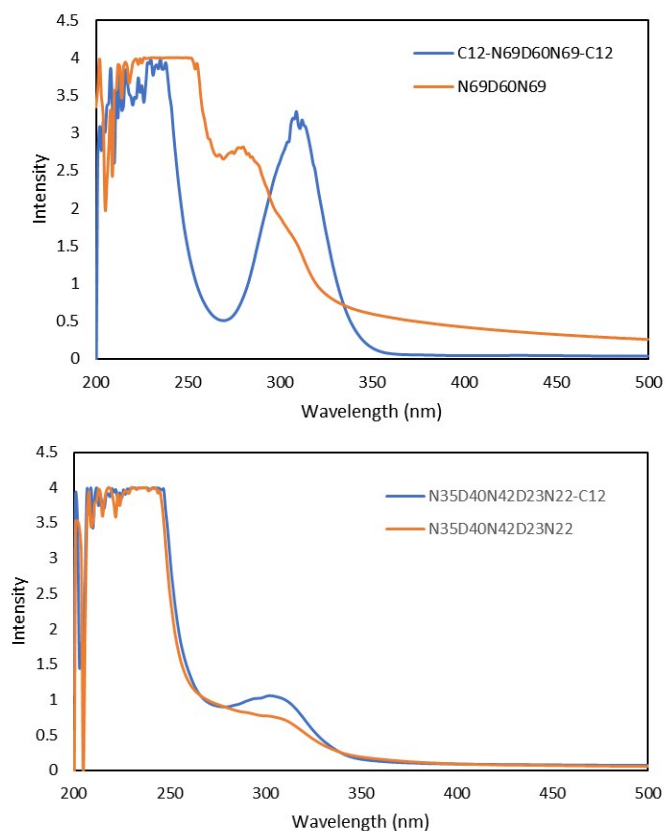 4.5
4
3.5
3
2.5
2
1.5
1
0.5
0
Intensity
C12-N69D60N69-C12
N69D60N69
200 250 300 350 400 450 500
Wavelength (nm)
4.5
4
3.5
3
2.5
2
1.5
1
0.5
0
Intensity
N35D40N42D23N22-C12
N35D40N42D23N22
200 250 300 350 400 450 500
Wavelength (nm)